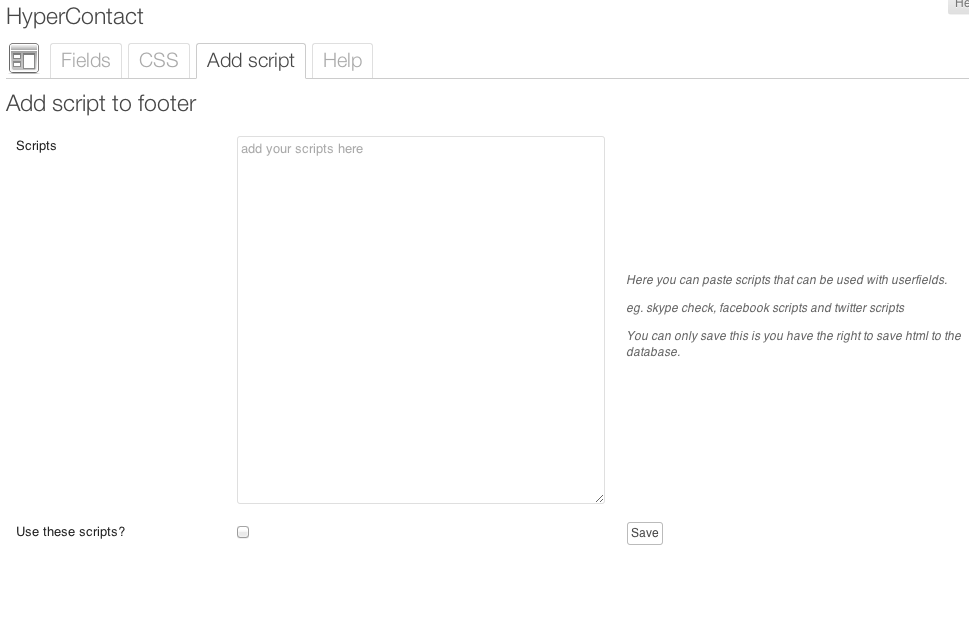 HyperContact
He
Fields
CSS
Add script
Help
Add script to footer
Scripts
add your scripts here
Here you can paste scripts that can be used with userfields.
eg. skype check, facebook scripts and twitter scripts
You can only save this is you have the right to save html to the
database.
Use these scripts?
Save